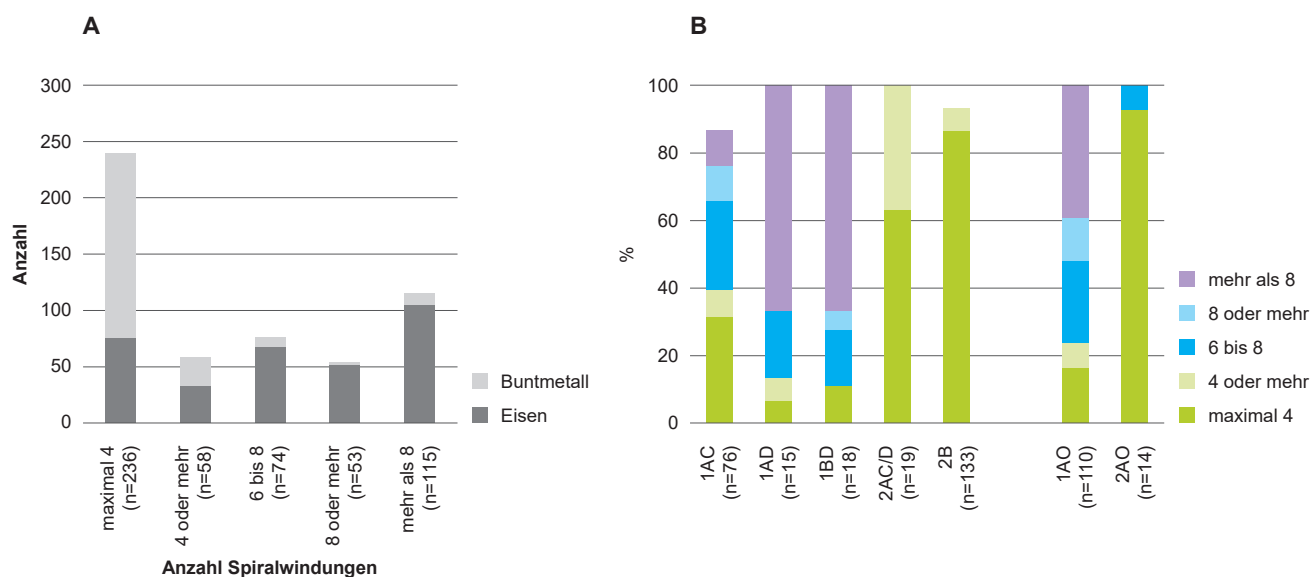 A
300
250
200
150
100
50
0
Anzahl
maximal 4
(n=236)
4 oder mehr
(n=58)
6 bis 8
(n=74)
8 oder mehr
(n=53)
mehr als 8
(n=115)
Anzahl Spiralwindungen
Buntmetall
Eisen
B
100
80
60
40
20
0
%
1AC
(n=76)
1AD
(n=15)
1BD
(n=18)
2AC/D
(n=19)
2B
(n=133)
1AO
(n=110)
2AO
(n=14)
mehr als 8
8 oder mehr
6 bis 8
4 oder mehr
maximal 4